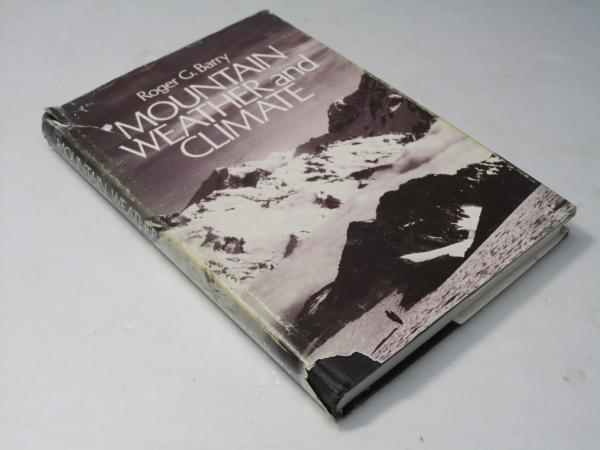 Roger G. Barry
MOUNTAIN
WEATHER and
CLIMATE
MOUNTAIN WEATHER